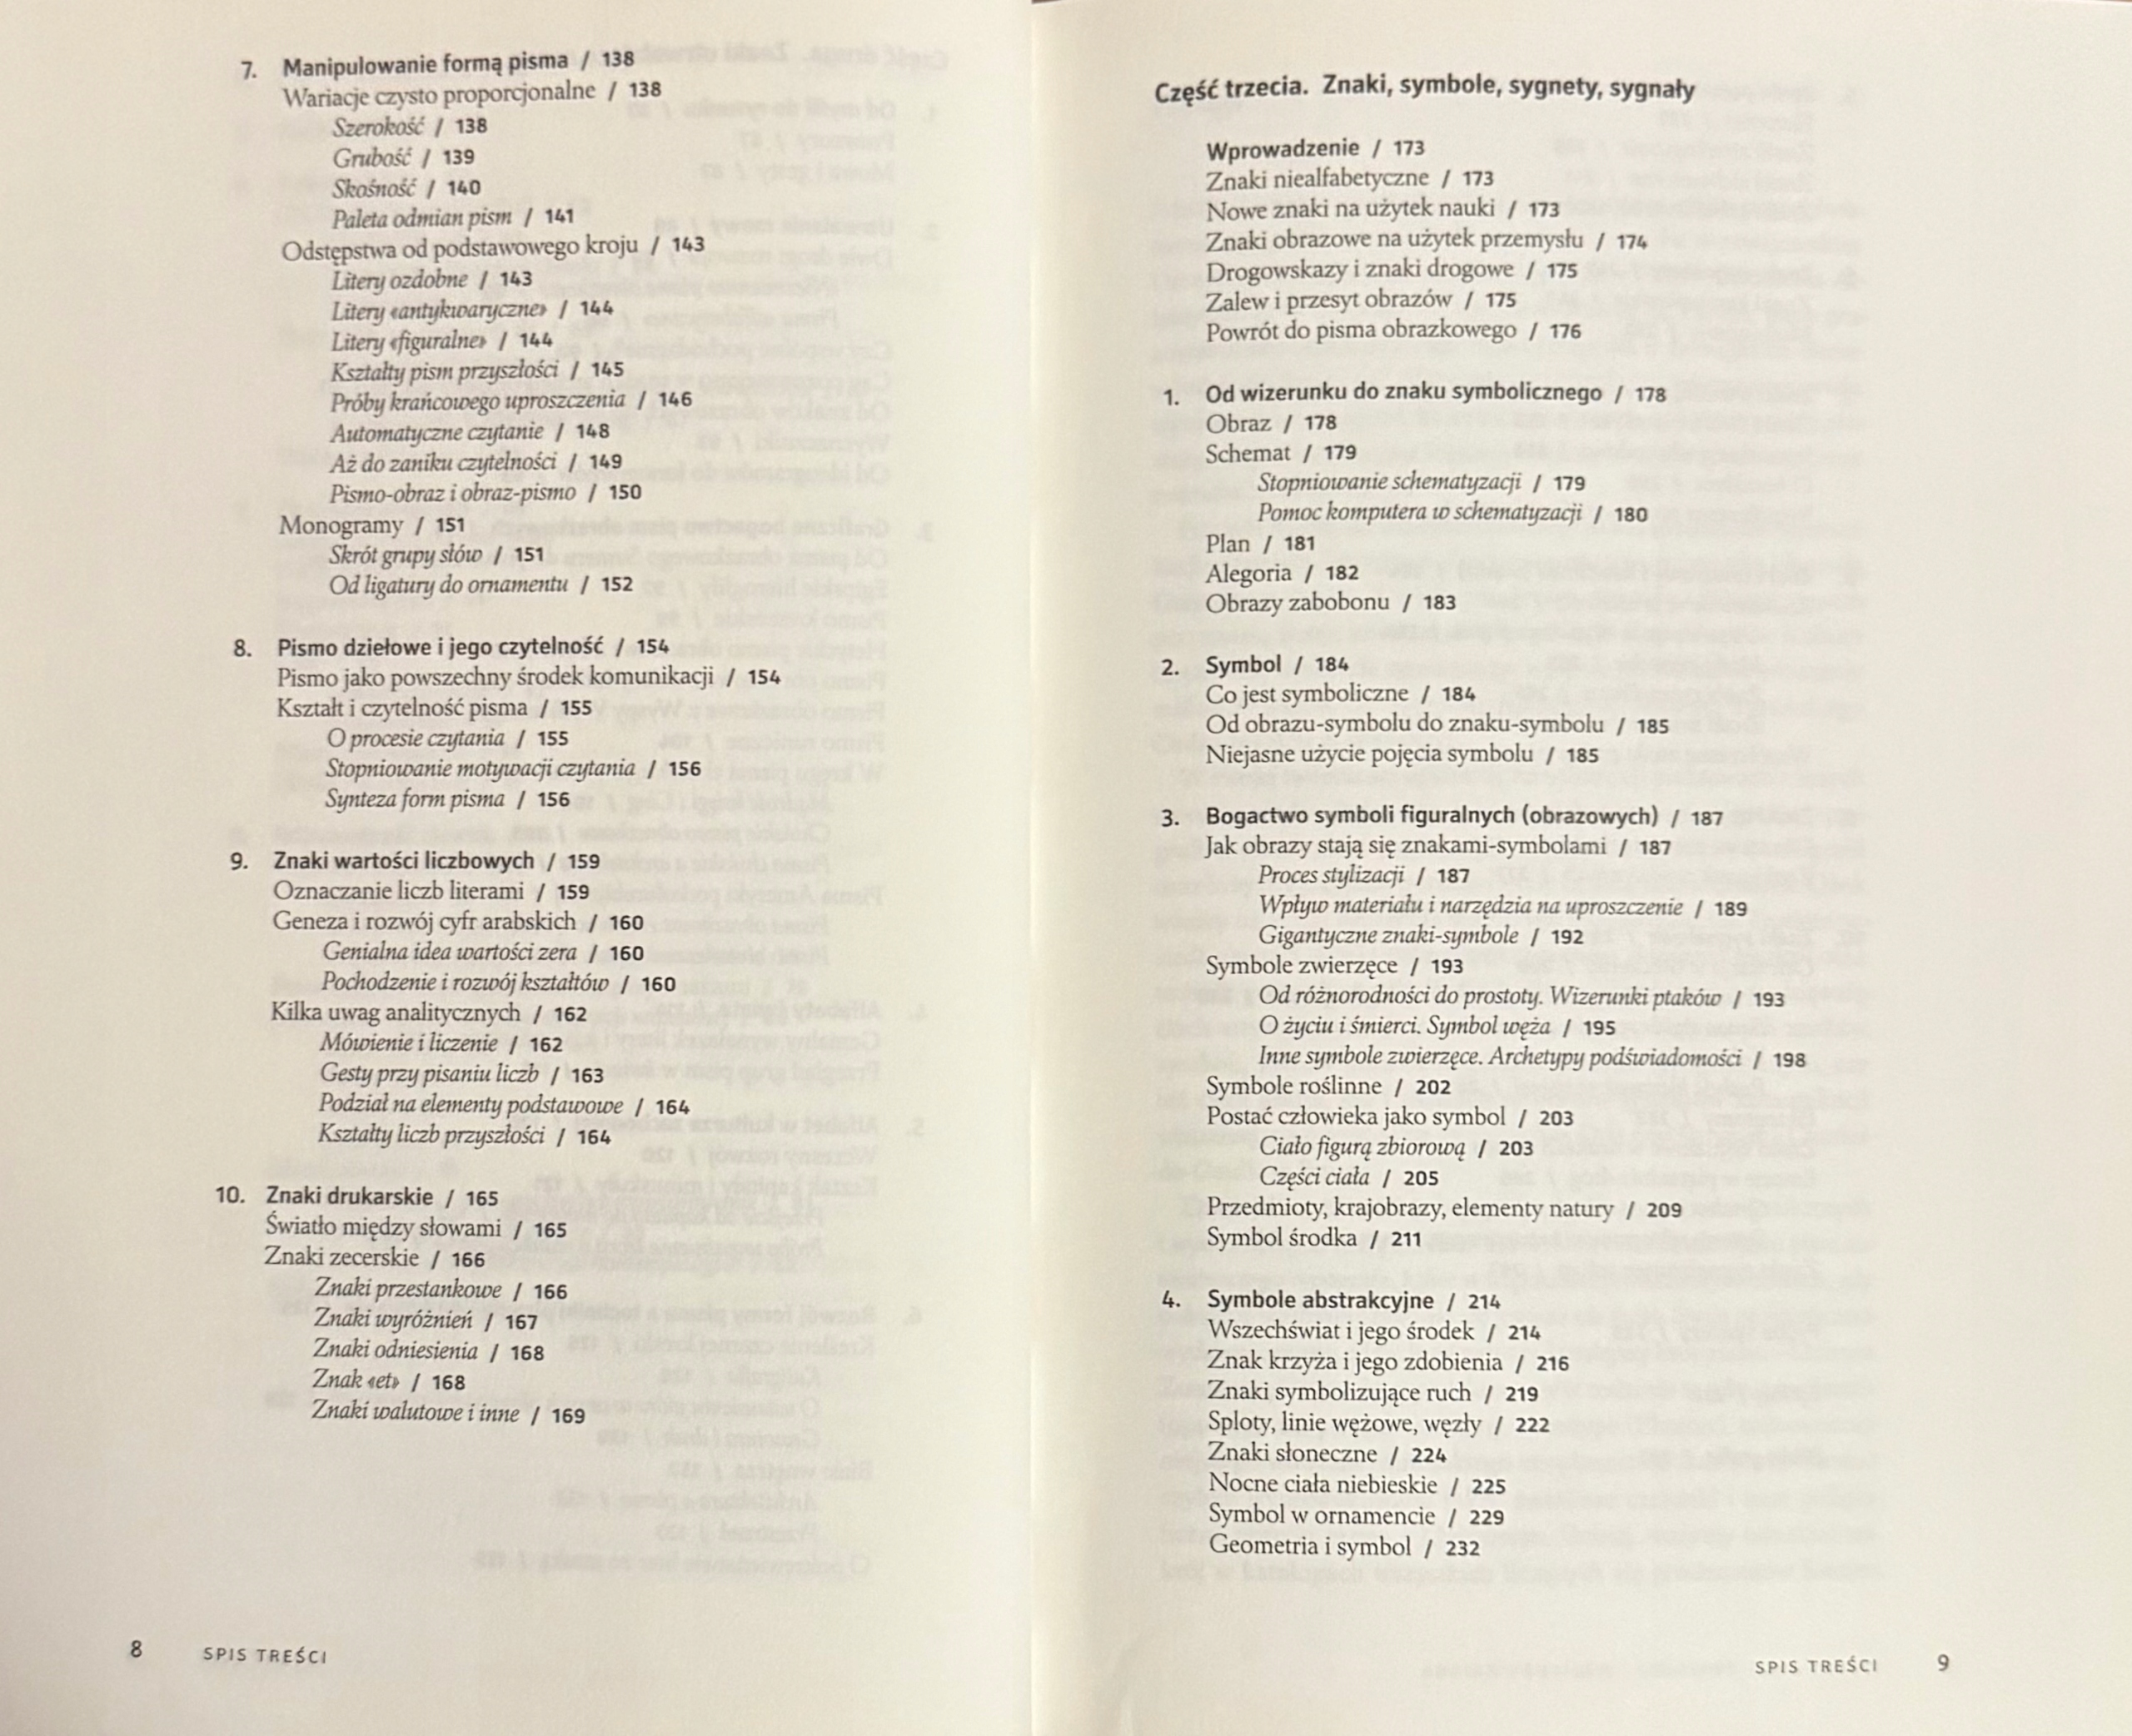 7. Manipulowanie formą pisma / 138
Wariacje czysto proporcjonalne / 138
Szerokość / 138
Grubość / 139
Skośność / 140
Paleta odmian pism / 141
Odstępstwa od podstawowego kroju / 143
Litery ozdobne / 143
Litery «antykwaryczne» / 144
Litery «figuralne» / 144
Kształty pism przyszłości / 145
Próby krańcowego uproszczenia / 146
Automatyczne czytanie / 148
Aż do zaniku czytelności / 149
Pismo-obraz i obraz-pismo / 150
Monogramy / 151
Skrót grupy słów / 151
Od ligatury do ornamentu / 152
8. Pismo dziełowe i jego czytelność / 154
Pismo jako powszechny środek komunikacji / 154
Kształt i czytelność pisma / 155
O procesie czytania / 155
Stopniowanie motywacji czytania / 156
Synteza form pisma / 156
9. Znaki wartości liczbowych / 159
Oznaczanie liczb literami / 159
Geneza i rozwój cyfr arabskich / 160
Genialna idea wartości zera / 160
Pochodzenie i rozwój kształtów / 160
Kilka uwag analitycznych / 162
Mówienie i liczenie / 162
Gesty przy pisaniu liczb / 163
Podział na elementy podstawowe / 164
Kształty liczb przyszłości / 164
10. Znaki drukarskie / 165
Światło między słowami / 165
Znaki zecerskie / 166
Znaki przestankowe / 166
Znaki wyróżnień / 167
Znaki odniesienia / 168
Znak «et» / 168
Znaki walutowe i inne / 169
8 SPIS TREŚCI
Część trzecia. Znaki, symbole, sygnety, sygnały
Wprowadzenie / 173
Znaki niealfabetyczne / 173
Nowe znaki na użytek nauki / 173
Znaki obrazowe na użytek przemysłu / 174
Drogowskazy i znaki drogowe / 175
Zalew i przesyt obrazów / 175
Powrót do pisma obrazkowego / 176
1. Od wizerunku do znaku symbolicznego / 178
Obraz / 178
Schemat / 179
Stopniowanie schematyzacji / 179
Pomoc komputera w schematyzacji / 180
Plan / 181
Alegoria / 182
Obrazy zabobonu / 183
2. Symbol / 184
Co jest symboliczne / 184
Od obrazu-symbolu do znaku-symbolu / 185
Niejasne użycie pojęcia symbolu / 185
3. Bogactwo symboli figuralnych (obrazowych) / 187
Jak obrazy stają się znakami-symbolami / 187
Proces stylizacji / 187
Wpływ materiału i narzędzia na uproszczenie / 189
Gigantyczne znaki-symbole / 192
Symbole zwierzęce / 193
Od różnorodności do prostoty. Wizerunki ptaków / 193
O życiu i śmierci. Symbol węża / 195
Inne symbole zwierzęce. Archetypy podświadomości / 198
Symbole roślinne / 202
Postać człowieka jako symbol / 203
Ciało figurą zbiorową / 203
Części ciała / 205
Przedmioty, krajobrazy, elementy natury / 209
Symbol środka / 211
4. Symbole abstrakcyjne / 214
Wszechświat i jego środek / 214
Znak krzyża i jego zdobienia / 216
Znaki symbolizujące ruch / 219
Sploty, linie wężowe, węzły / 222
Znaki słoneczne / 224
Nocne ciała niebieskie / 225
Symbol w ornamencie / 229
Geometria i symbol / 232
SPIS TREŚCI 9